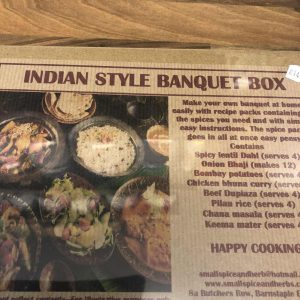 INDIAN STYLE BANQUET BOX
Make your own banquet at home
easily with recipe packs containing
the spices you need and with
easy instructions. The spice
goes in all at once easy
Contains
Spicy lentil Dahl (serves 4)
Onion Bhaji (makes 12)
Bombay potatoes (serves 4)
Chicken bhuna curry (serves
Beef Dupiaza (serves 4)
Pilau rice (serves 4)
Chana masala (serves 4)
Keema mater (serves 4)
HAPPY COOKING
smallspiceandherb@hotmail.
www.smallspiceandherbs.c
8a Butchers Row, Barnstaple